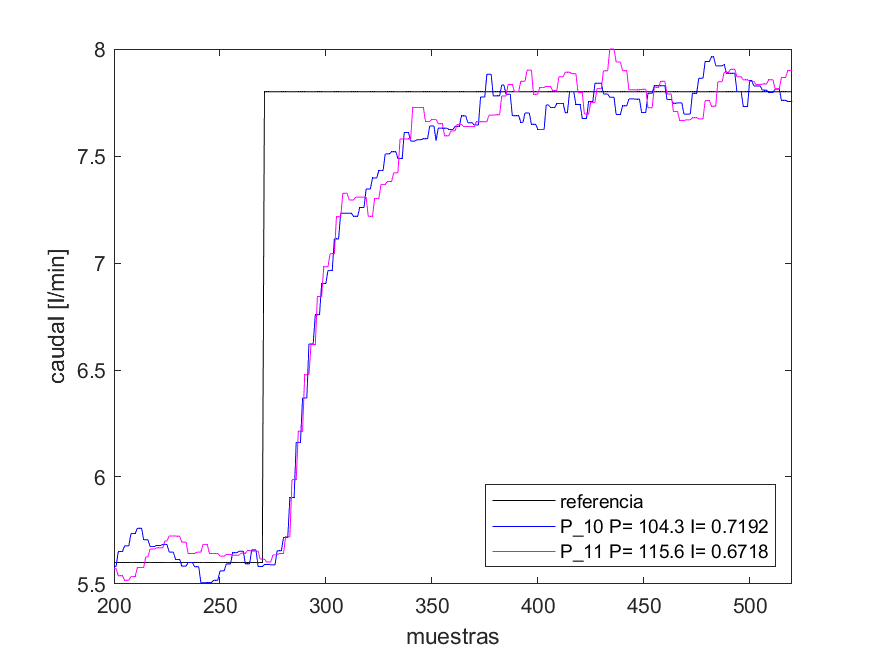 8
7.5
7
6.5
6
5.5
caudal [l/min]
200
250
300
350
400
450
500
muestras
referencia
P_10 P= 104.3 I= 0.7192
P_11 P= 115.6 I= 0.6718